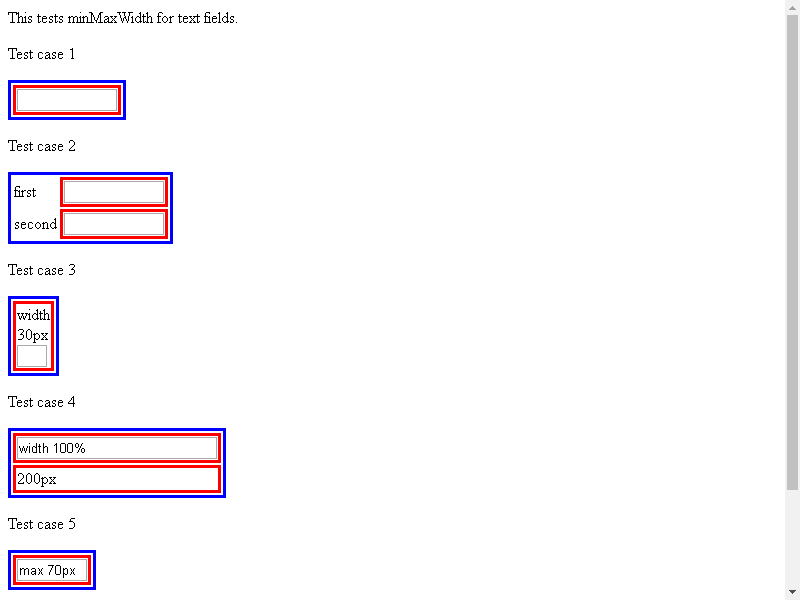 This tests minMaxWidth for text fields.
Test case 1
Test case 2
first
second
Test case 3
width
30px
Test case 4
width 100%
200px
Test case 5
max 70px